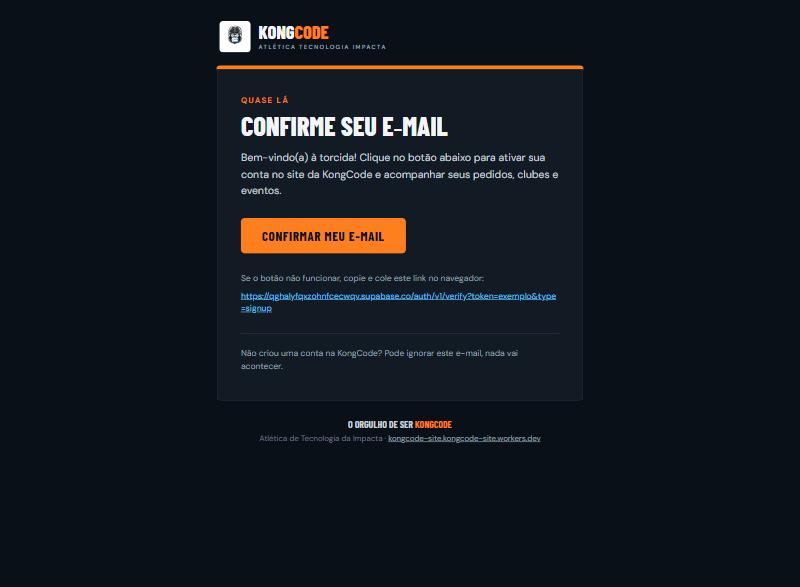 KONGCODE
ATLÉTICA TECNOLOGIA IMPACTA
QUASE LÁ
CONFIRME SEU E-MAIL
Bem-vindo(a) à torcida! Clique no botão abaixo para ativar sua
conta no site da KongCode e acompanhar seus pedidos, clubes e
eventos.
CONFIRMAR MEU E-MAIL
Se o botão não funcionar, copie e cole este link no navegador:
https://qghalyfqxzohnfcecwqv.supabase.co/auth/v1/verify?token=exemplo&type
=signup
Não criou uma conta na KongCode? Pode ignorar este e-mail, nada vai
acontecer.
O ORGULHO DE SER KONGCODE
Atlética de Tecnologia da Impacta · kongcode-site.kongcode-site.workers.dev